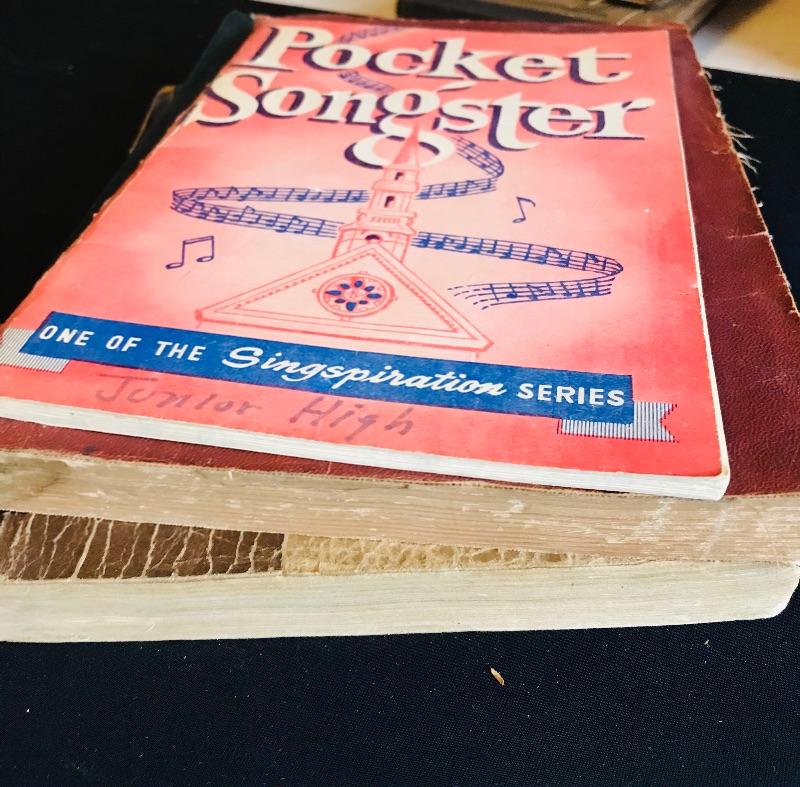 Pocket
Songster
ONE OF THE Singspiration SERIES
Junior High